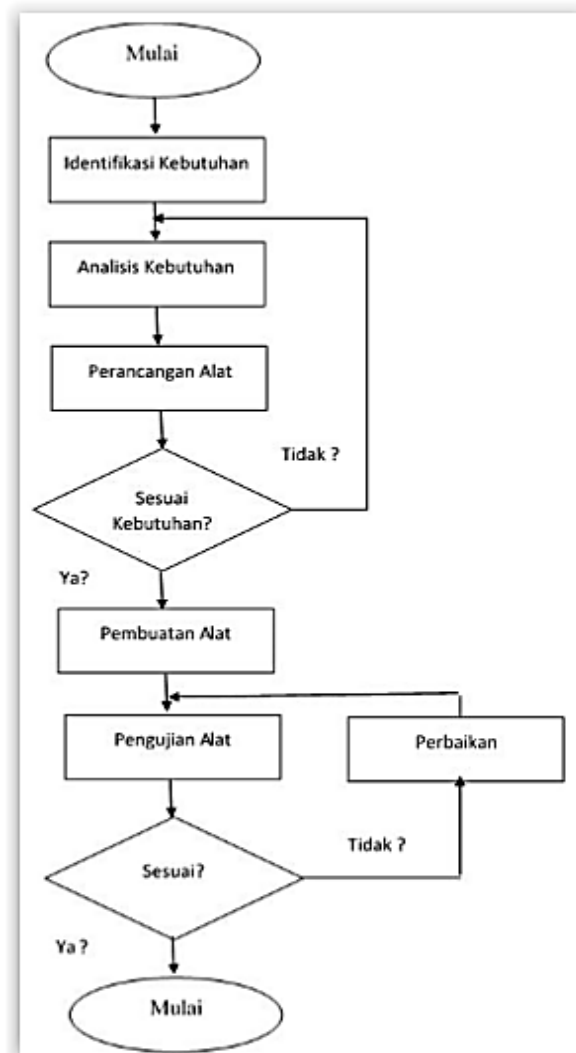 Mulai
Identifikasi Kebutuhan
Analisis Kebutuhan
Perancangan Alat
Tidak ?
Sesuai
Kebutuhan?
Ya?
Pembuatan Alat
Pengujian Alat
Perbaikan
Tidak ?
Sesuai?
Ya ?
Mulai